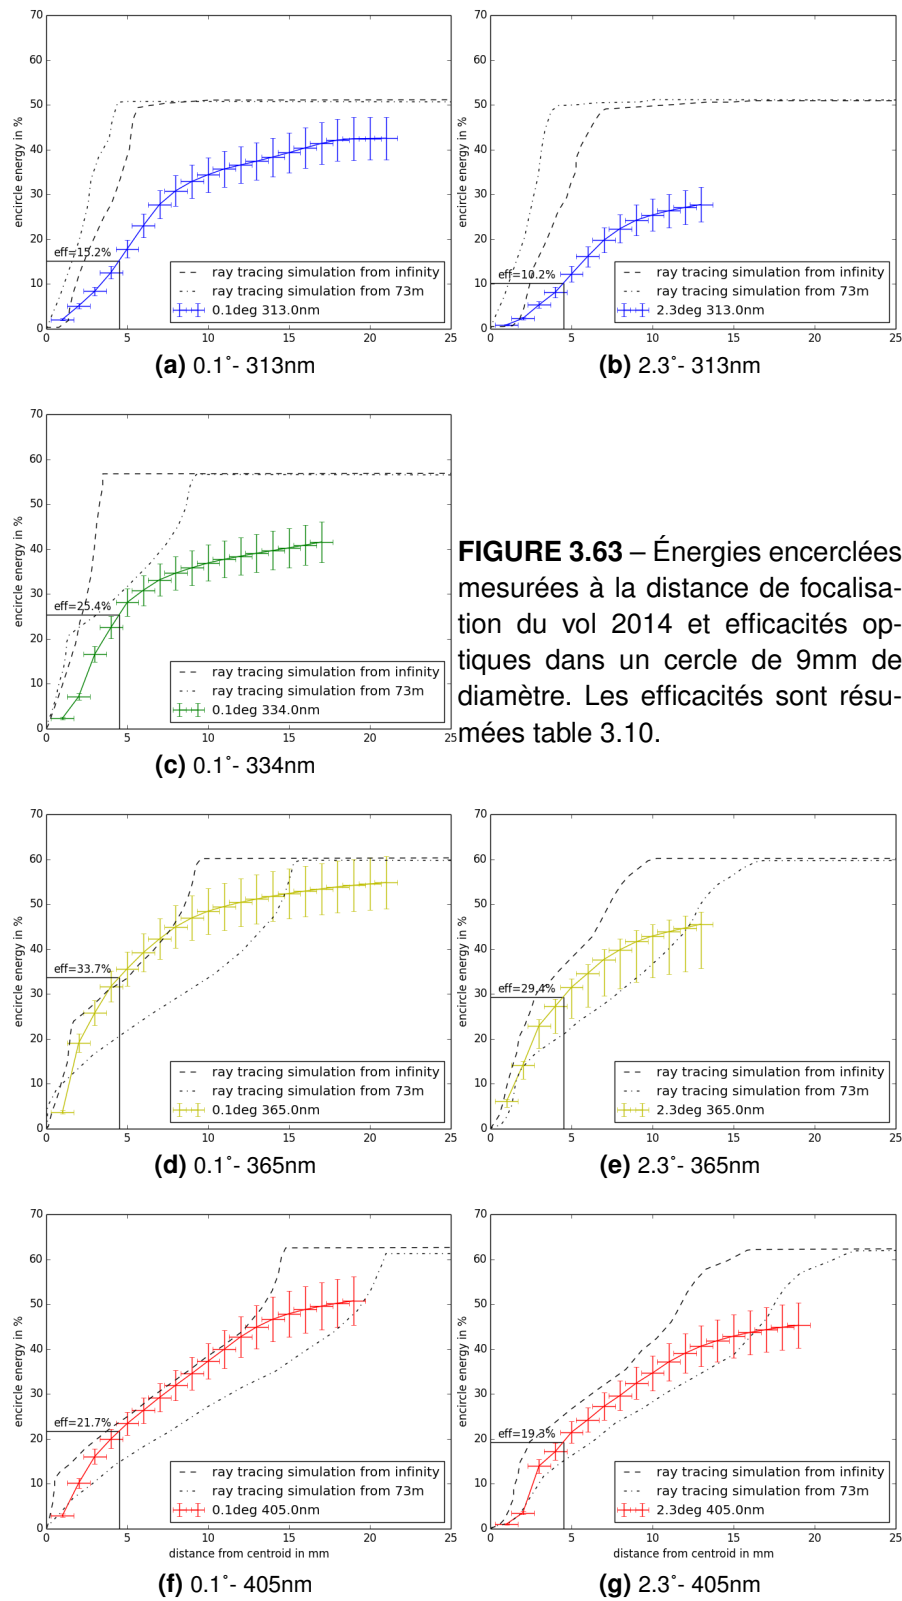 70
60
50
40
30
20
10
0
encircle energy in %
eff=15.2%
ray tracing simulation from infinity
ray tracing simulation from 73m
0.1deg 313.0nm
0 5 10 15 20 25
(a) 0.1°- 313nm
70
60
50
40
30
20
10
0
encircle energy in %
eff=10.2%
ray tracing simulation from infinity
ray tracing simulation from 73m
2.3deg 313.0nm
0 5 10 15 20 25
(b) 2.3°- 313nm
70
60
50
40
30
20
10
0
encircle energy in %
eff=25.4%
ray tracing simulation from infinity
ray tracing simulation from 73m
0.1deg 334.0nm
0 5 10 15 20 25
(c) 0.1°- 334nm
FIGURE 3.63 – Énergies encerclées
mesurées à la distance de focalisa-
tion du vol 2014 et efficacités op-
tiques dans un cercle de 9mm de
diamètre. Les efficacités sont résu-
mées table 3.10.
70
60
50
40
30
20
10
0
encircle energy in %
eff=33.7%
ray tracing simulation from infinity
ray tracing simulation from 73m
0.1deg 365.0nm
0 5 10 15 20 25
(d) 0.1°- 365nm
70
60
50
40
30
20
10
0
encircle energy in %
eff=29.4%
ray tracing simulation from infinity
ray tracing simulation from 73m
2.3deg 365.0nm
0 5 10 15 20 25
(e) 2.3°- 365nm
70
60
50
40
30
20
10
0
encircle energy in %
eff=21.7%
ray tracing simulation from infinity
ray tracing simulation from 73m
0.1deg 405.0nm
0 5 10 15 20 25
distance from centroid in mm
(f) 0.1°- 405nm
70
60
50
40
30
20
10
0
encircle energy in %
eff=19.3%
ray tracing simulation from infinity
ray tracing simulation from 73m
2.3deg 405.0nm
0 5 10 15 20 25
distance from centroid in mm
(g) 2.3°- 405nm